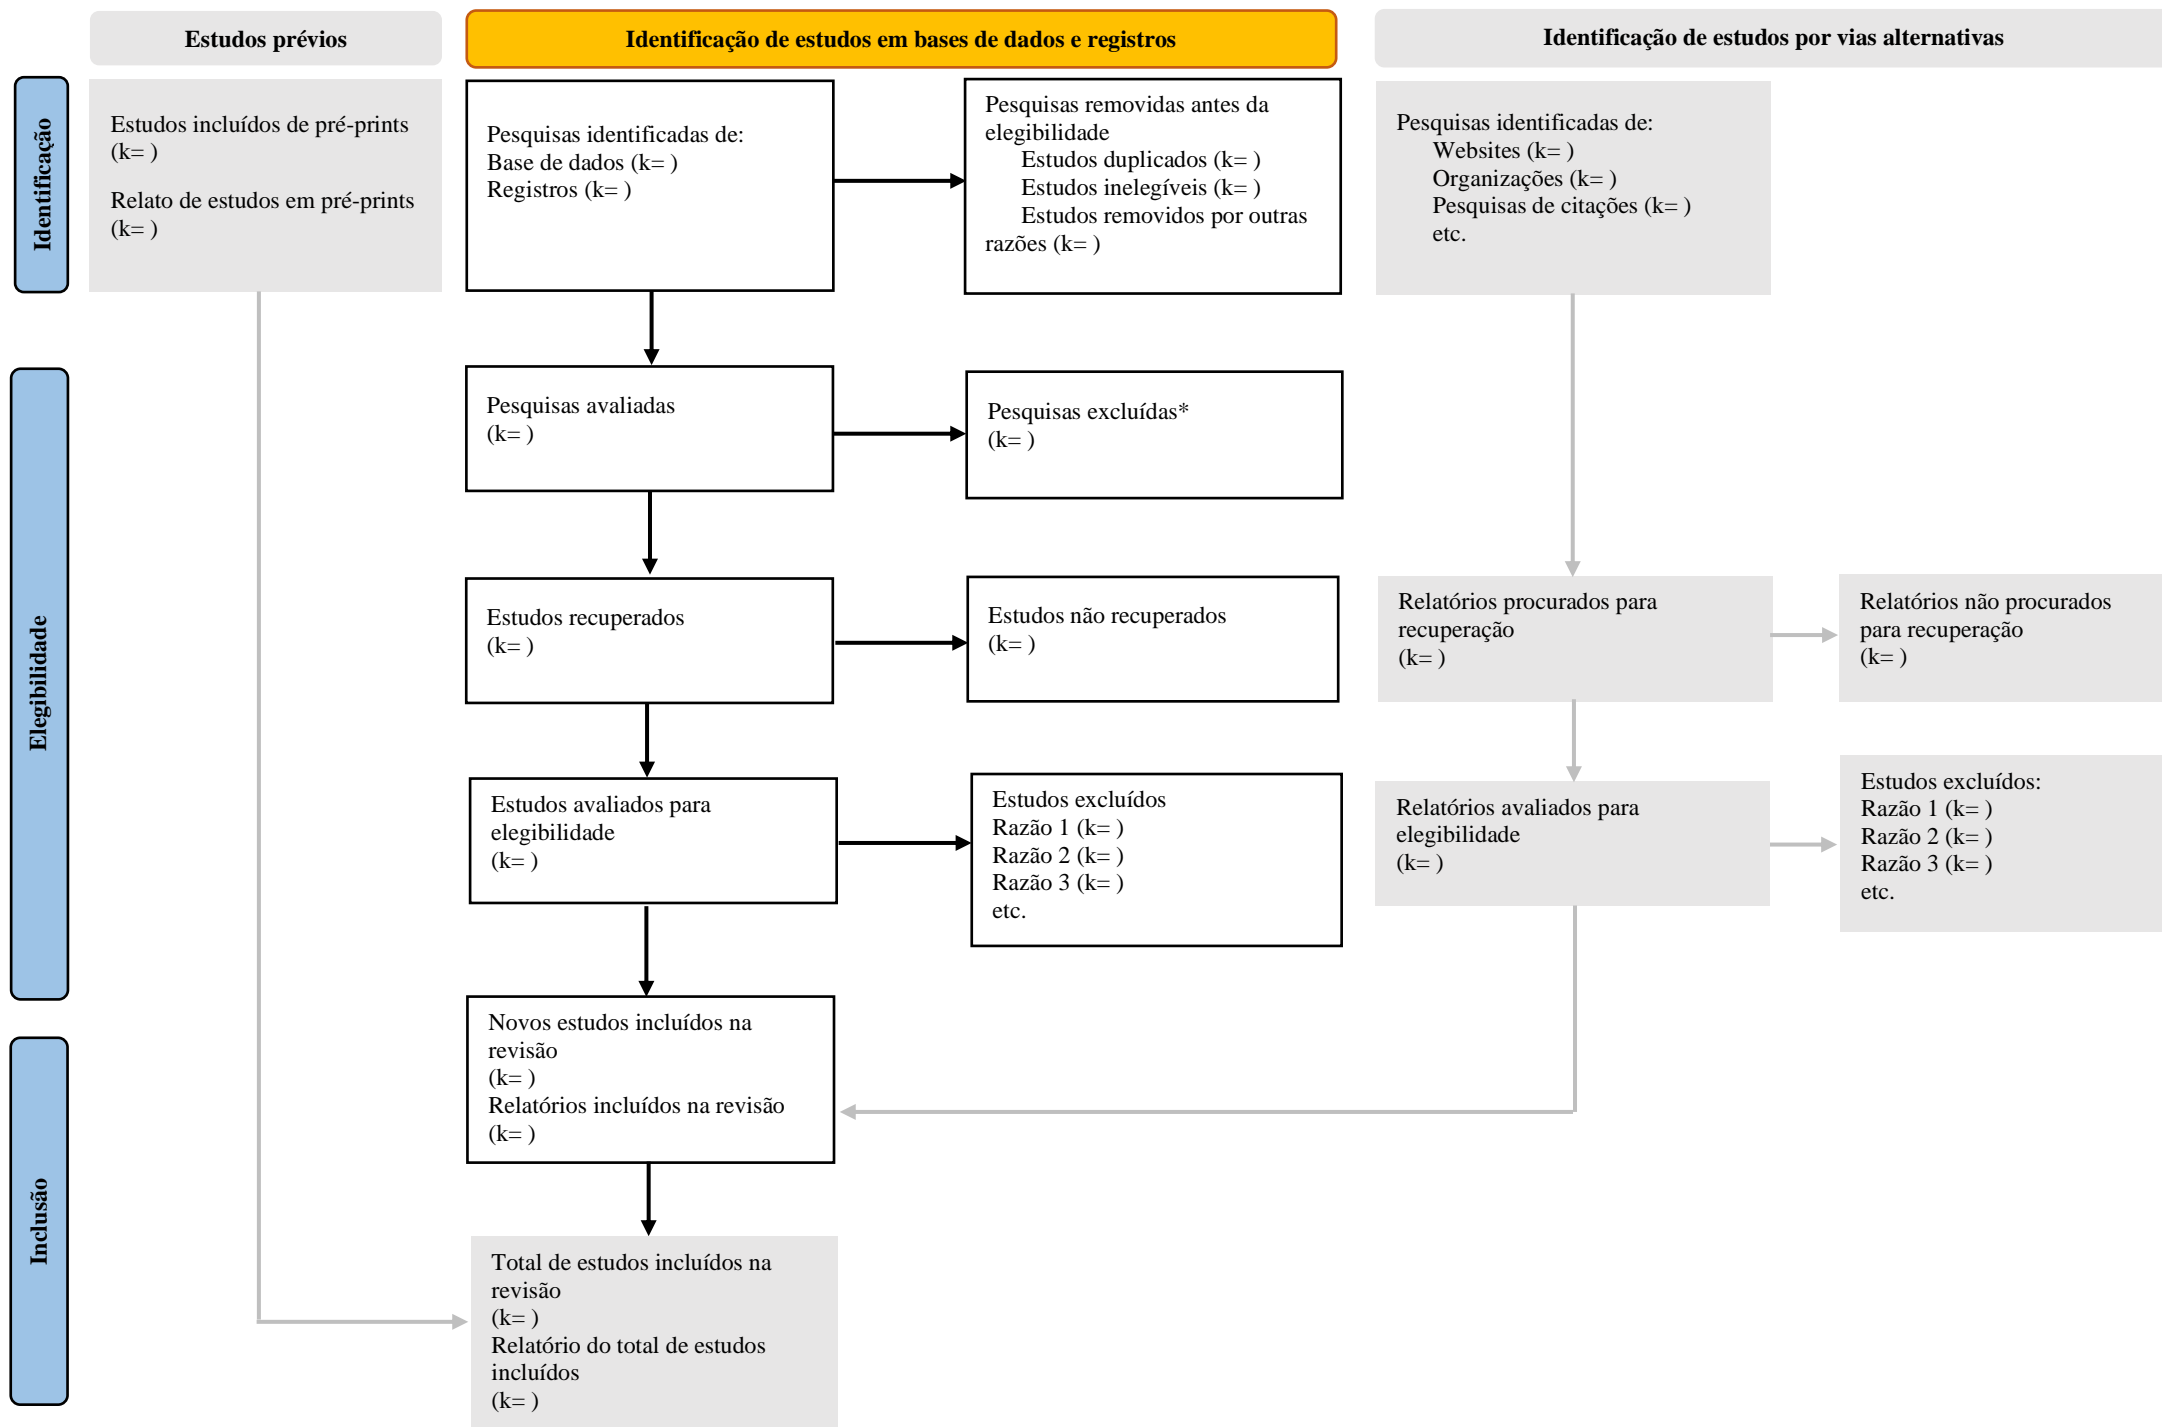 Estudos prévios
Identificação de estudos em bases de dados e registros
Identificação de estudos por vias alternativas
Identificação
Estudos incluídos de pré-prints
(k= )
Relato de estudos em pré-prints
(k= )
Pesquisas identificadas de:
Base de dados (k= )
Registros (k= )
Pesquisas removidas antes da
elegibilidade
Estudos duplicados (k= )
Estudos inelegíveis (k= )
Estudos removidos por outras
razões (k= )
Pesquisas identificadas de:
Websites (k= )
Organizações (k= )
Pesquisas de citações (k= )
etc.
Elegibilidade
Pesquisas avaliadas
(k= )
Pesquisas excluídas*
(k= )
Estudos recuperados
(k= )
Estudos não recuperados
(k= )
Relatórios procurados para
recuperação
(k= )
Relatórios não procurados
para recuperação
(k= )
Estudos avaliados para
elegibilidade
(k= )
Estudos excluídos
Razão 1 (k= )
Razão 2 (k= )
Razão 3 (k= )
etc.
Relatórios avaliados para
elegibilidade
(k= )
Estudos excluídos:
Razão 1 (k= )
Razão 2 (k= )
Razão 3 (k= )
etc.
Inclusão
Novos estudos incluídos na
revisão
(k= )
Relatórios incluídos na revisão
(k= )
Total de estudos incluídos na
revisão
(k= )
Relatório do total de estudos
incluídos
(k= )